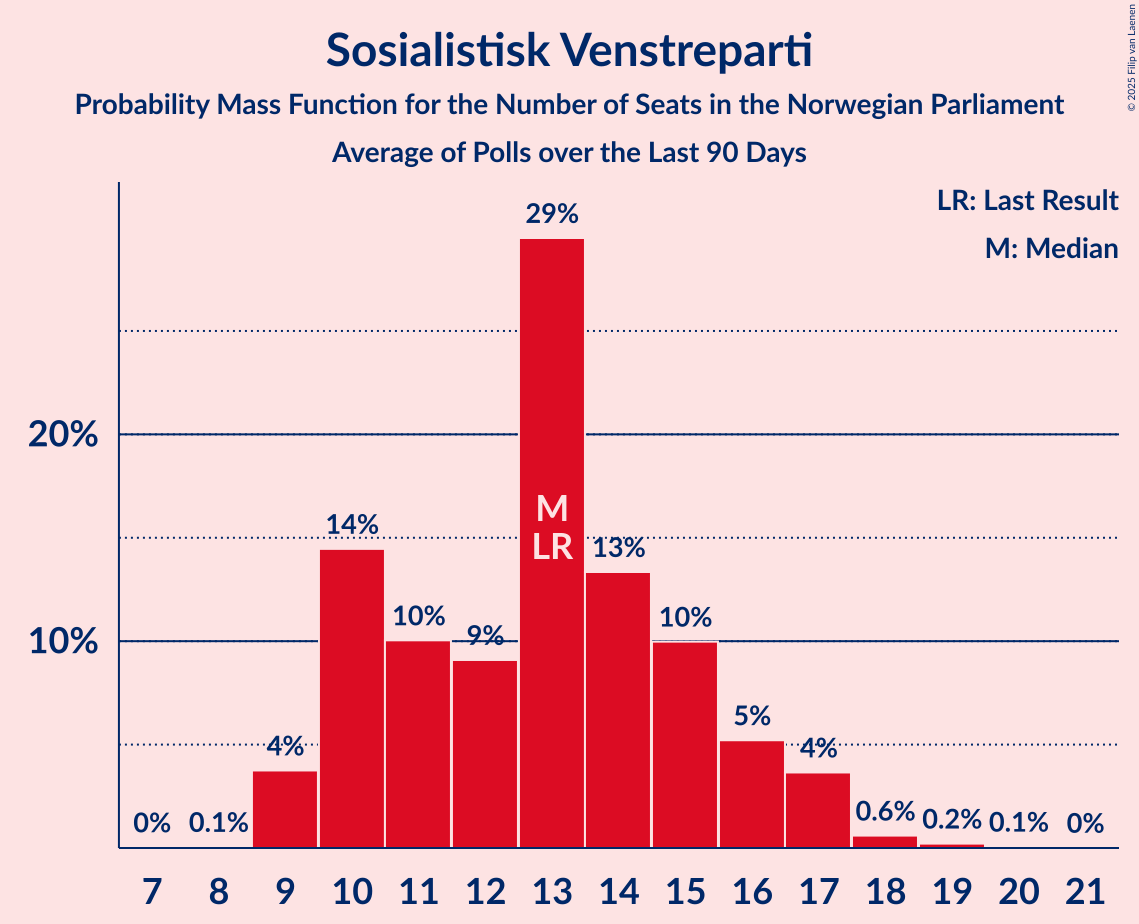 Sosialistisk Venstreparti
Probability Mass Function for the Number of Seats in the Norwegian Parliament
Average of Polls over the Last 90 Days
© 2025 Filip van Laenen
LR: Last Result
M: Median
29%
20%
M
LR
14%
13%
10%
9%
10%
10%
5%
4%
4%
0%
0.1%
0.6%
0.2%
0.1%
0%
7 8 9 10 11 12 13 14 15 16 17 18 19 20 21